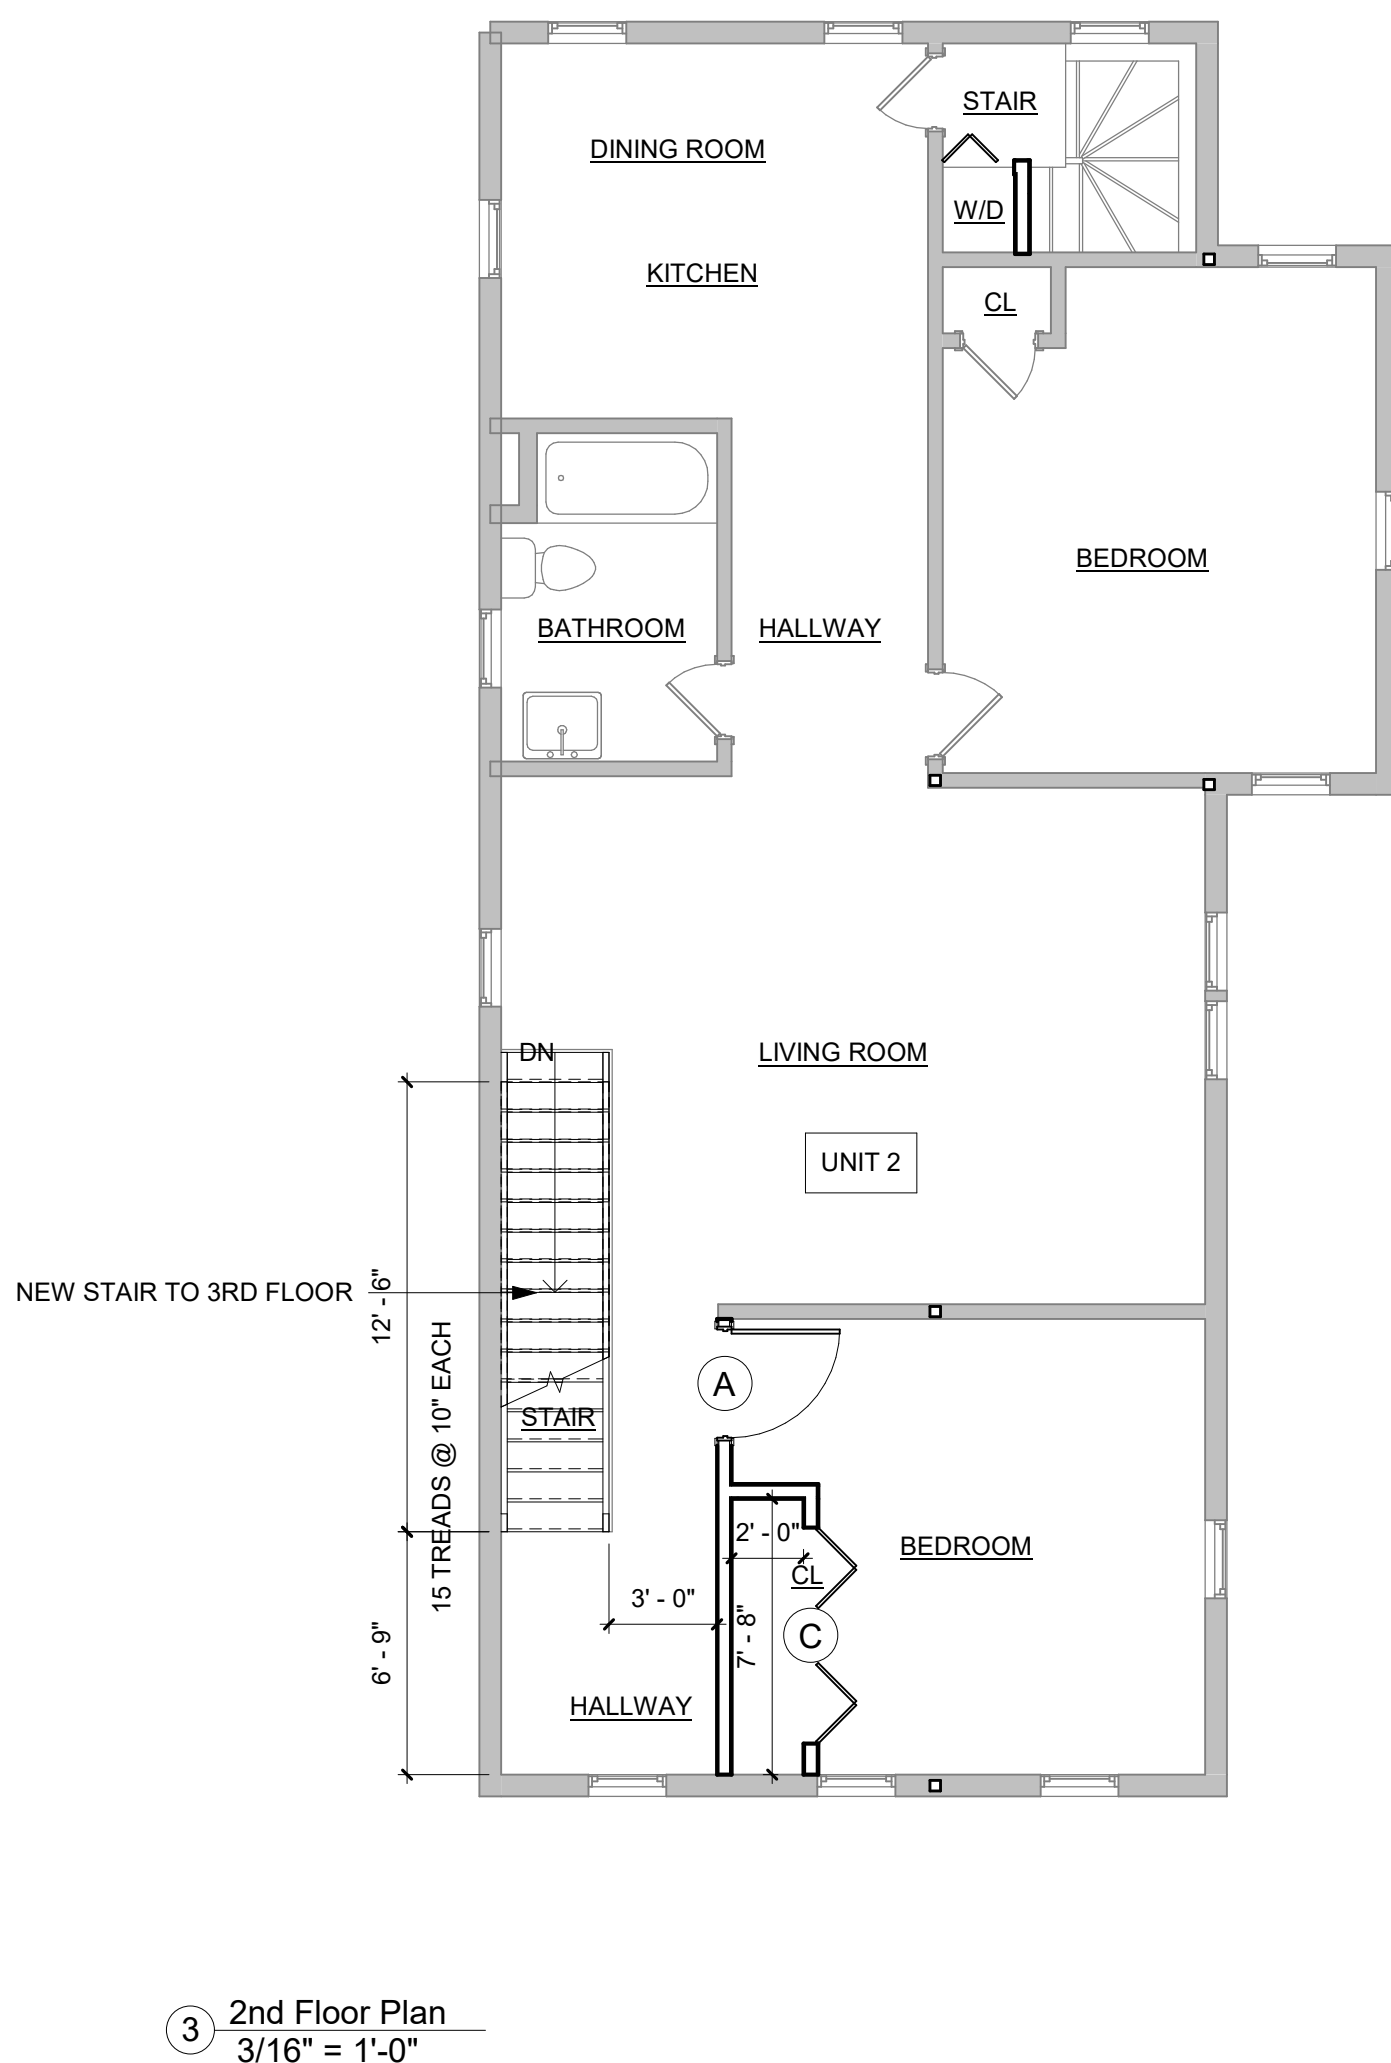 STAIR
DINING ROOM
W/D
KITCHEN
CL
BEDROOM
BATHROOM
HALLWAY
DN
LIVING ROOM
UNIT 2
NEW STAIR TO 3RD FLOOR
12' - 6"
15 TREADS @ 10" EACH
A
STAIR
2' - 0"
BEDROOM
CL
3' - 0"
7' - 8"
C
6' - 9"
HALLWAY
3
2nd Floor Plan
3/16" = 1'-0"